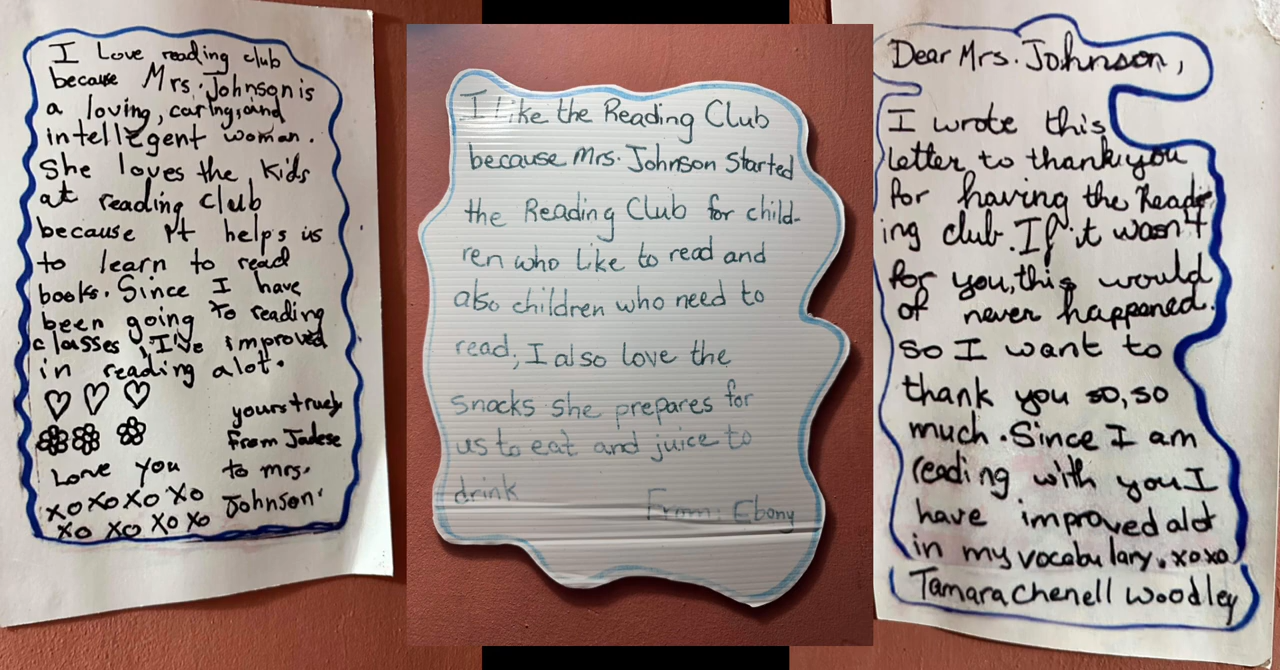 I Love reading club
because Mrs. Johnson is
a loving, caring, and
intellegent woman.
She loves the kids
at reading club
because it helps us
to learn to read
books. Since I have
been going to reading
classes, I've improved
in reading alot.
yours truely
Love you
From Jadese
to mrs.
Johnson.
xo xo xo xo
xo xo xo xo
I like the Reading Club
because Mrs. Johnson Started
the Reading Club for child-
ren who like to read and
also children who need to
read, I also love the
snacks she prepares for
us to eat and juice to
drink
From: Ebony
Dear Mrs. Johnson,
I wrote this
letter to thank you
for having the Read
ing club. If it wasn't
for you, this would
of never happened.
so I want to
thank you so, so
much. Since I am
reading with you I
have improved alot
in my vocabulary. xoxo
Tamara Chenell Woodley